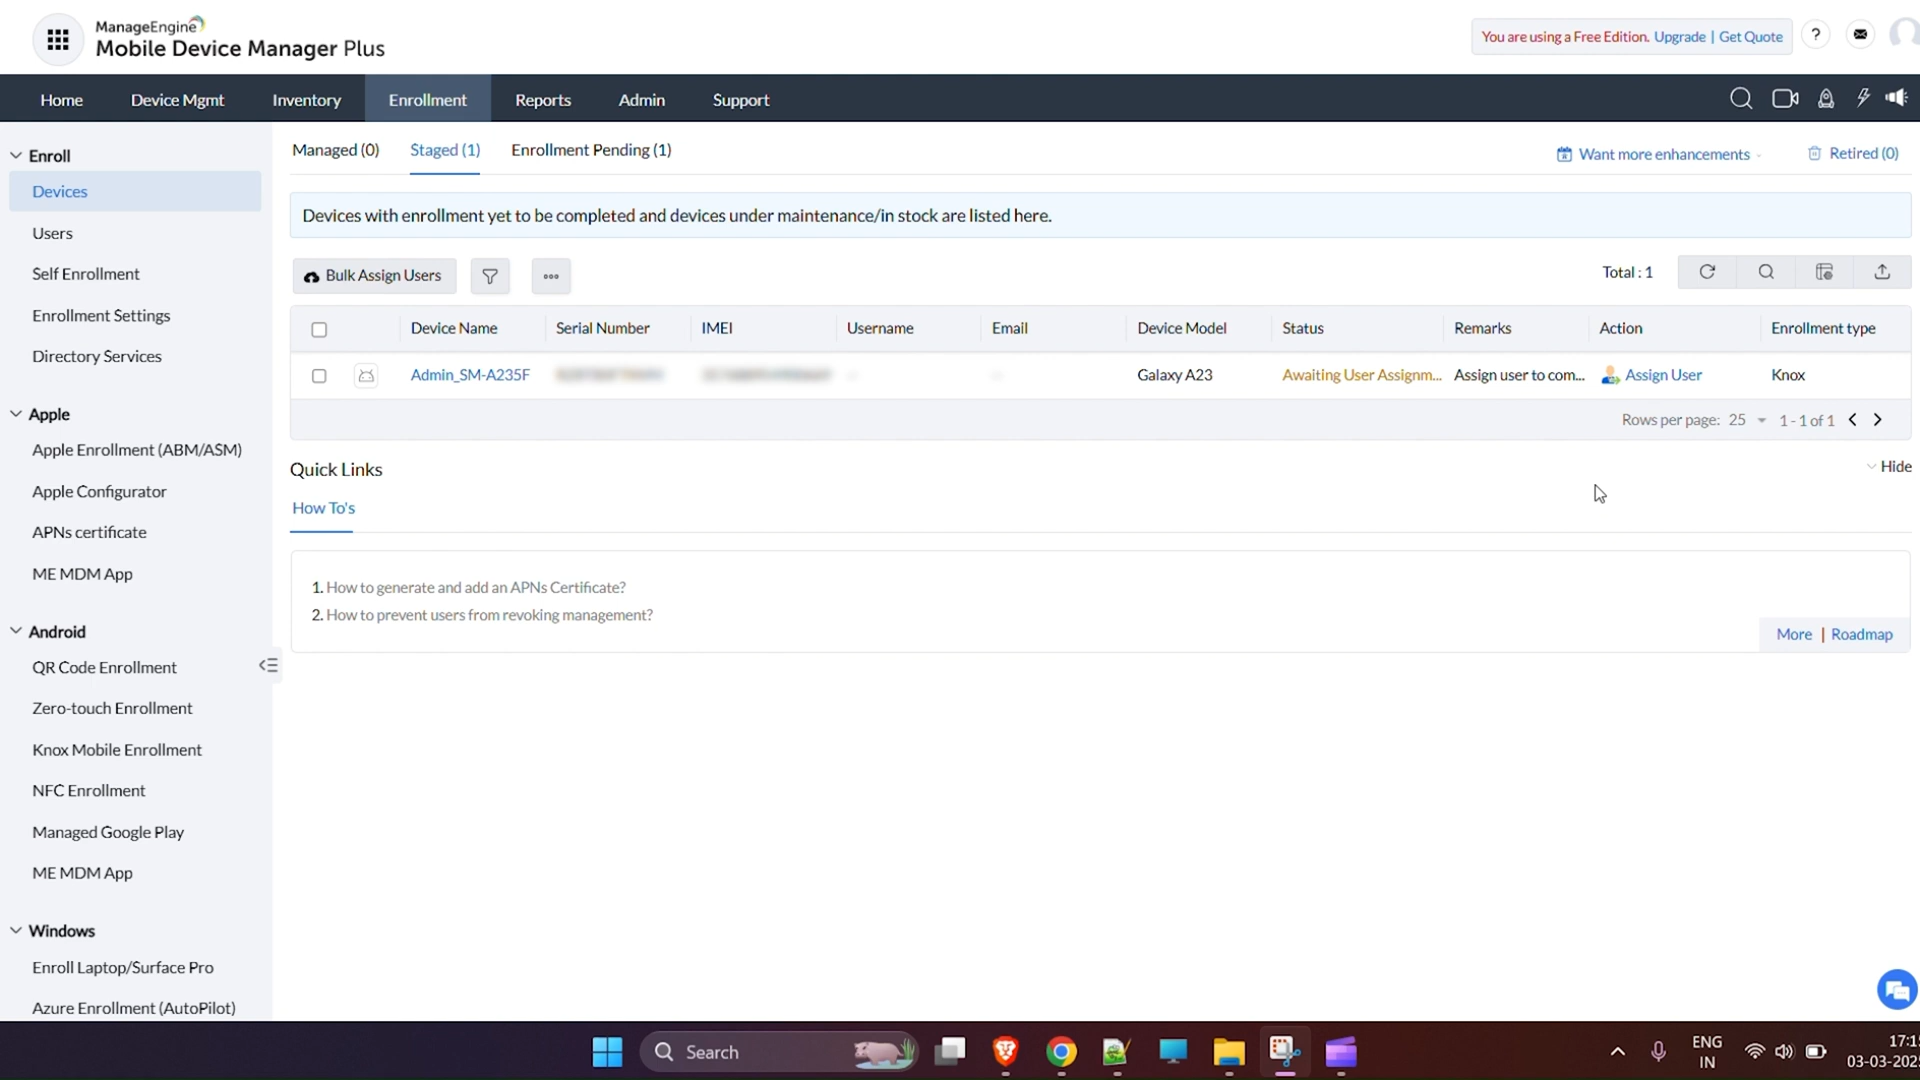 ManageEngine
Mobile Device Manager Plus
You are using a Free Edition. Upgrade | Get Quote
?
Home Device Mgmt Inventory Enrollment Reports Admin Support
Enroll
Devices
Users
Self Enrollment
Enrollment Settings
Directory Services
Apple
Apple Enrollment (ABM/ASM)
Apple Configurator
APNs certificate
ME MDM App
Android
QR Code Enrollment
Zero-touch Enrollment
Knox Mobile Enrollment
NFC Enrollment
Managed Google Play
ME MDM App
Windows
Enroll Laptop/Surface Pro
Azure Enrollment (AutoPilot)
Managed (0) Staged (1) Enrollment Pending (1)
Want more enhancements Retired (0)
Devices with enrollment yet to be completed and devices under maintenance/in stock are listed here.
Bulk Assign Users
Total : 1
Device Name Serial Number IMEI Username Email Device Model Status Remarks Action Enrollment type
Admin_SM-A235F -- -- Galaxy A23 Awaiting User Assignm... Assign user to com... Assign User Knox
Rows per page: 25 1 - 1 of 1
Quick Links
Hide
How To's
1. How to generate and add an APNs Certificate?
2. How to prevent users from revoking management?
More | Roadmap
Search
ENG
IN
17:1
03-03-202